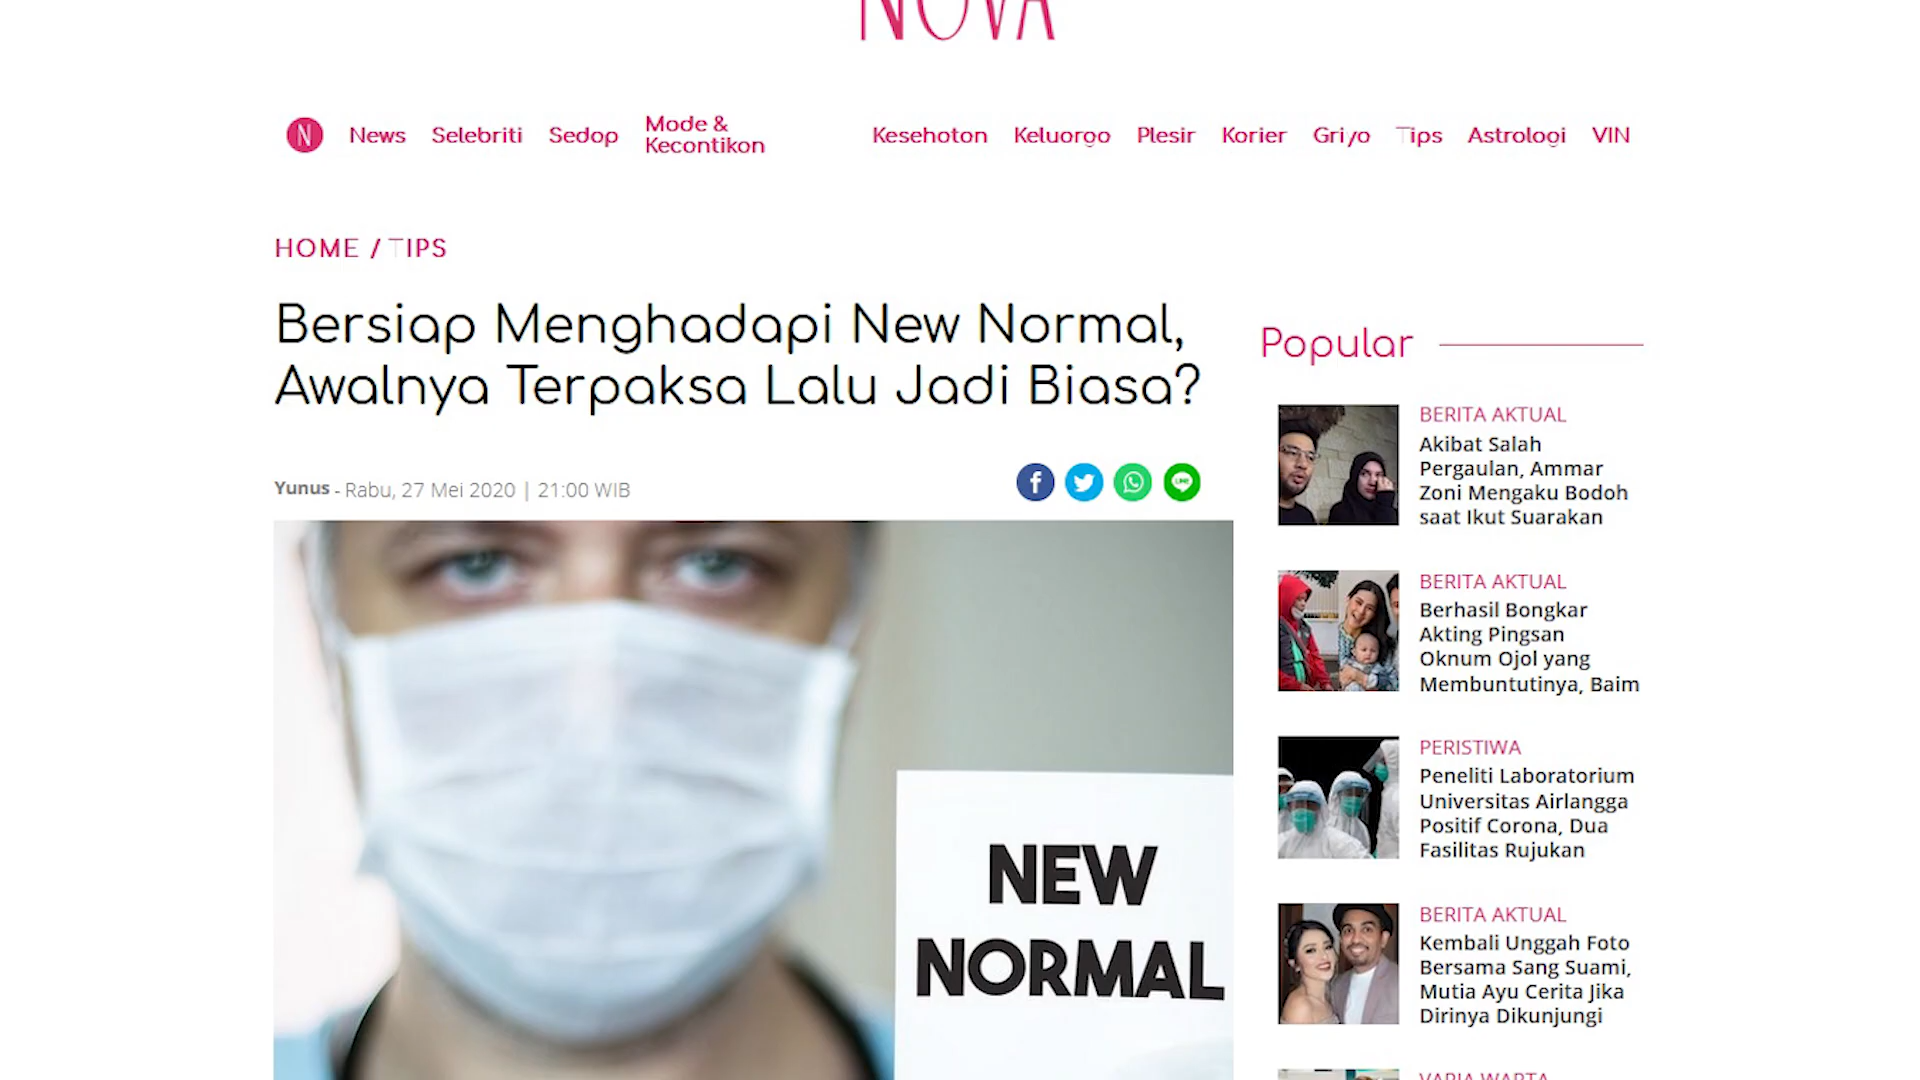 NOVA
N News Selebriti Sedap Mode & Kecantikan Kesehatan Keluarga Plesir Karier Griya Tips Astrologi VIN
HOME / TIPS
Bersiap Menghadapi New Normal,
Awalnya Terpaksa Lalu Jadi Biasa?
Yunus - Rabu, 27 Mei 2020 | 21:00 WIB
NEW
NORMAL
Popular
BERITA AKTUAL
Akibat Salah
Pergaulan, Ammar
Zoni Mengaku Bodoh
saat Ikut Suarakan
BERITA AKTUAL
Berhasil Bongkar
Akting Pingsan
Oknum Ojol yang
Membuntutinya, Baim
PERISTIWA
Peneliti Laboratorium
Universitas Airlangga
Positif Corona, Dua
Fasilitas Rujukan
BERITA AKTUAL
Kembali Unggah Foto
Bersama Sang Suami,
Mutia Ayu Cerita Jika
Dirinya Dikunjungi
VARIA WARTA